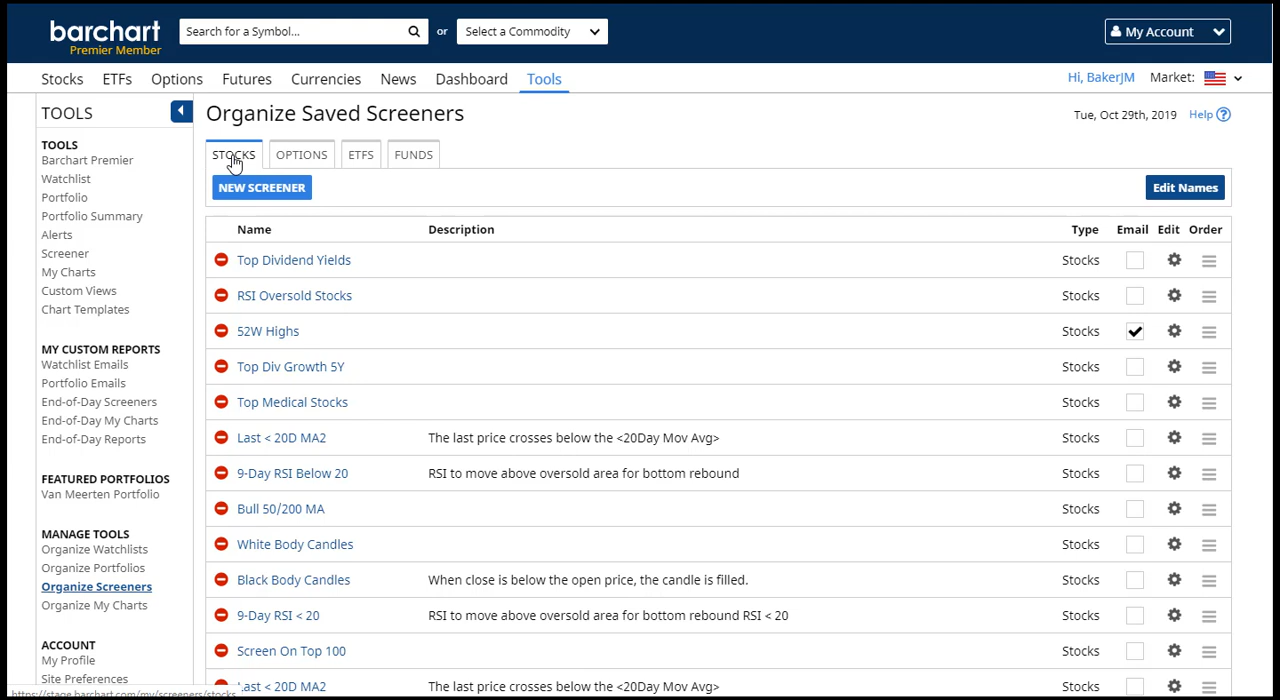 barchart
Premier Member
Search for a Symbol...
or
Select a Commodity
My Account
Stocks ETFs Options Futures Currencies News Dashboard Tools
Hi, BakerJM Market:
TOOLS
Organize Saved Screeners
Tue, Oct 29th, 2019 Help ?
STOCKS OPTIONS ETFS FUNDS
NEW SCREENER
Edit Names
TOOLS
Barchart Premier
Watchlist
Portfolio
Portfolio Summary
Alerts
Screener
My Charts
Custom Views
Chart Templates
MY CUSTOM REPORTS
Watchlist Emails
Portfolio Emails
End-of-Day Screeners
End-of-Day My Charts
End-of-Day Reports
FEATURED PORTFOLIOS
Van Meerten Portfolio
MANAGE TOOLS
Organize Watchlists
Organize Portfolios
Organize Screeners
Organize My Charts
ACCOUNT
My Profile
Site Preferences
https://stage.barchart.com/my/screeners/stocks
Name Description Type Email Edit Order
Top Dividend Yields Stocks
RSI Oversold Stocks Stocks
52W Highs Stocks
Top Div Growth 5Y Stocks
Top Medical Stocks Stocks
Last < 20D MA2 The last price crosses below the <20Day Mov Avg> Stocks
9-Day RSI Below 20 RSI to move above oversold area for bottom rebound Stocks
Bull 50/200 MA Stocks
White Body Candles Stocks
Black Body Candles When close is below the open price, the candle is filled. Stocks
9-Day RSI < 20 RSI to move above oversold area for bottom rebound RSI < 20 Stocks
Screen On Top 100 Stocks
Last < 20D MA2 The last price crosses below the <20Day Mov Avg> Stocks